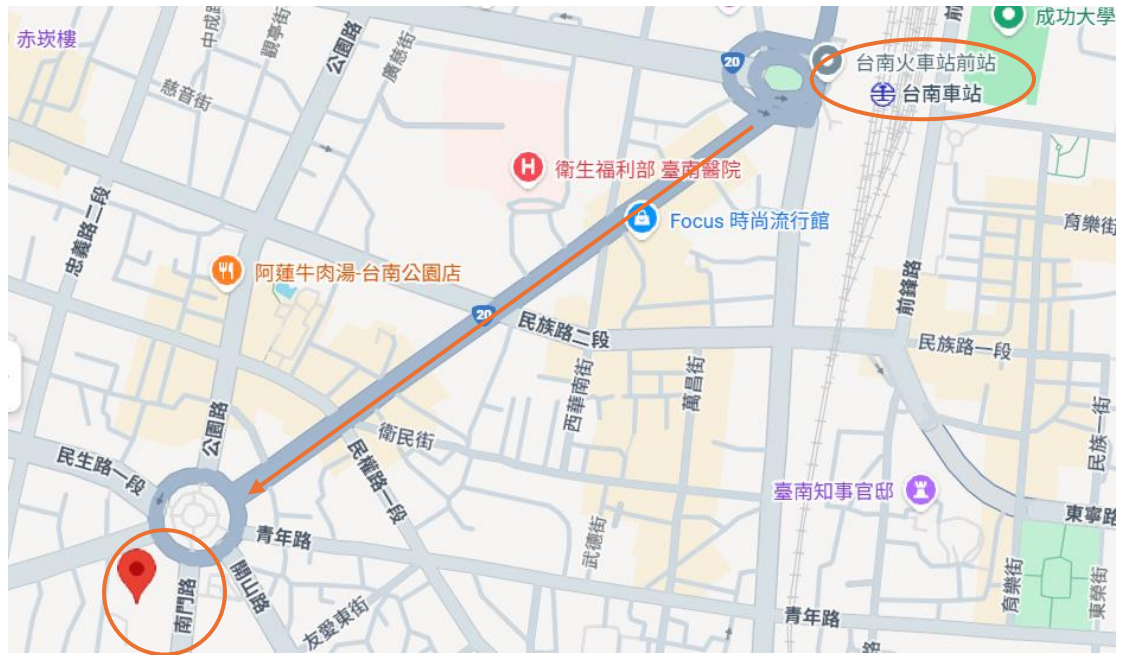 赤崁樓
中成路
觀亭街
公園路
廣慈街
20
前
成功大學
台南火車站前站
台南車站
慈音街
H
衛生福利部 臺南醫院
Focus 時尚流行館
育樂街
忠義路二段
阿蓮牛肉湯-台南公園店
20
民族路二段
前鋒路
民族路一段
西華南街
萬昌街
公園路
衛民街
民權路一段
民族一街
民生路一段
臺南知事官邸
東寧路
青年路
武德街
南門路
開山路
友愛東街
育樂街
東榮街
青年路
路